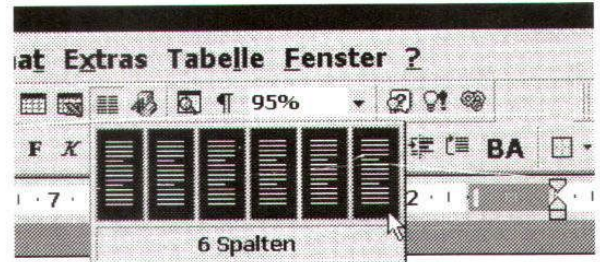 at Extras Tabelle Fenster ?
¶ 95%
F K BA
7 2
6 Spalten